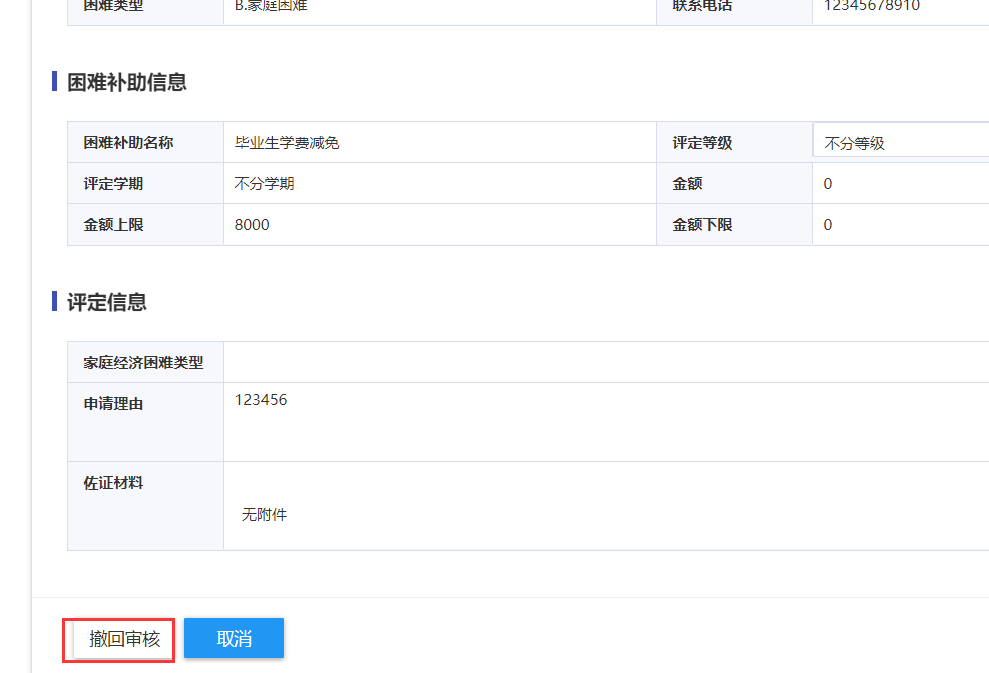 困难类型 B.家庭困难 联系电话 12345678910
困难补助信息
困难补助名称 毕业生学费减免 评定等级 不分等级
评定学期 不分学期 金额 0
金额上限 8000 金额下限 0
评定信息
家庭经济困难类型
申请理由 123456
佐证材料
无附件
撤回审核 取消